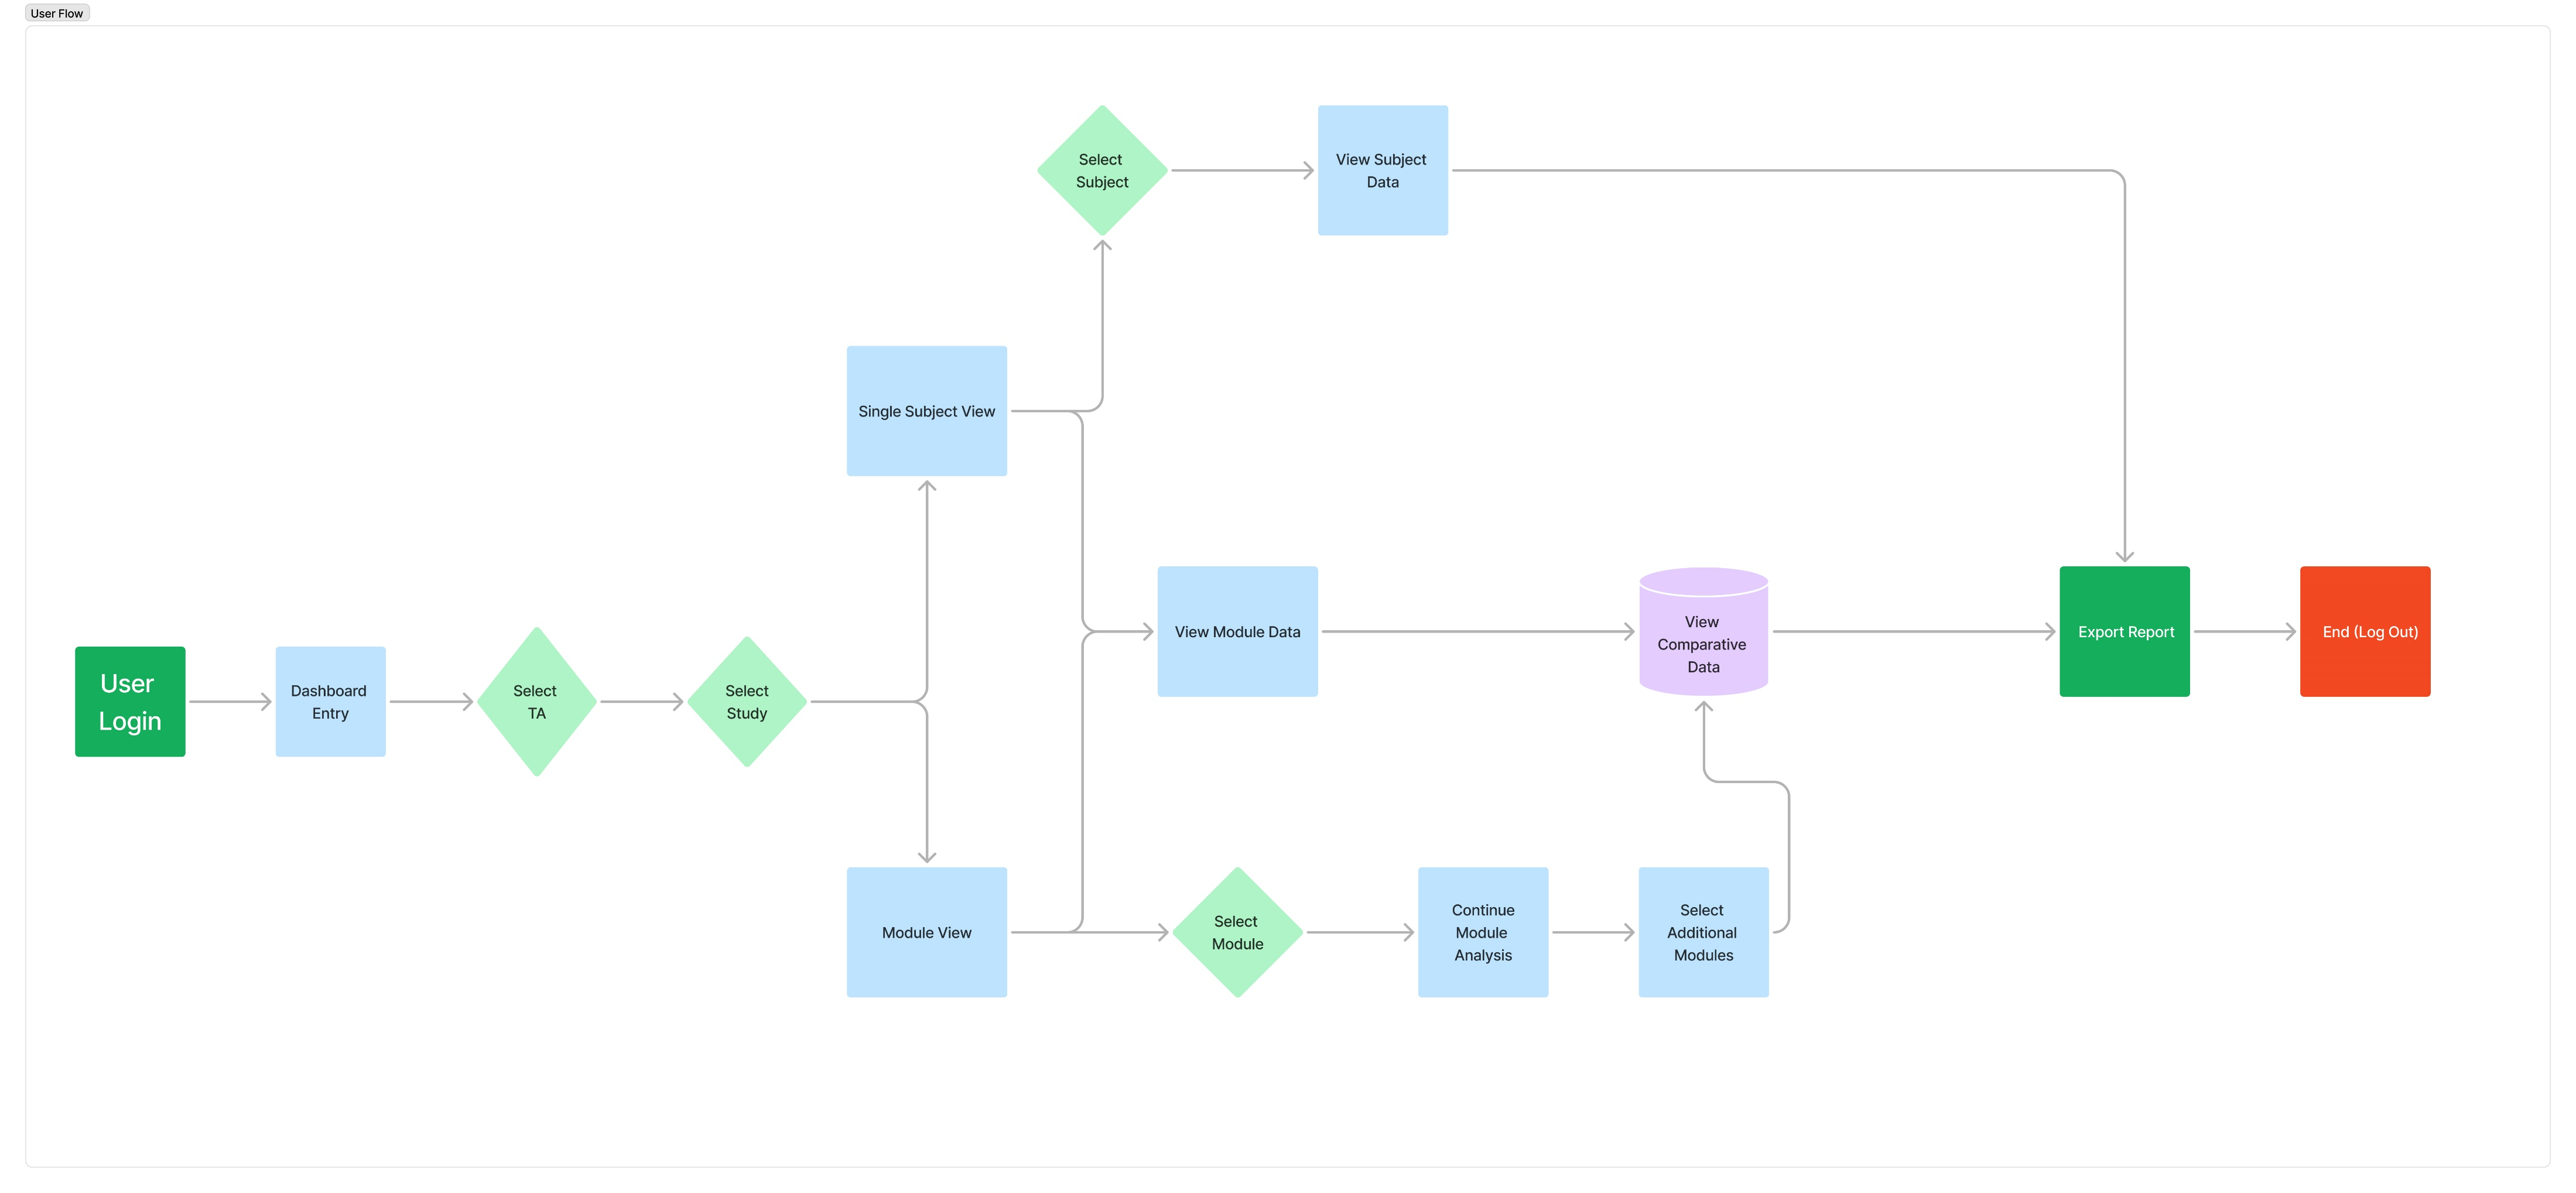 User Flow
Select
Subject
View Subject
Data
Single Subject View
User
Login
Dashboard
Entry
Select
TA
Select
Study
View Module Data
View
Comparative
Data
Export Report
End (Log Out)
Module View
Select
Module
Continue
Module
Analysis
Select
Additional
Modules